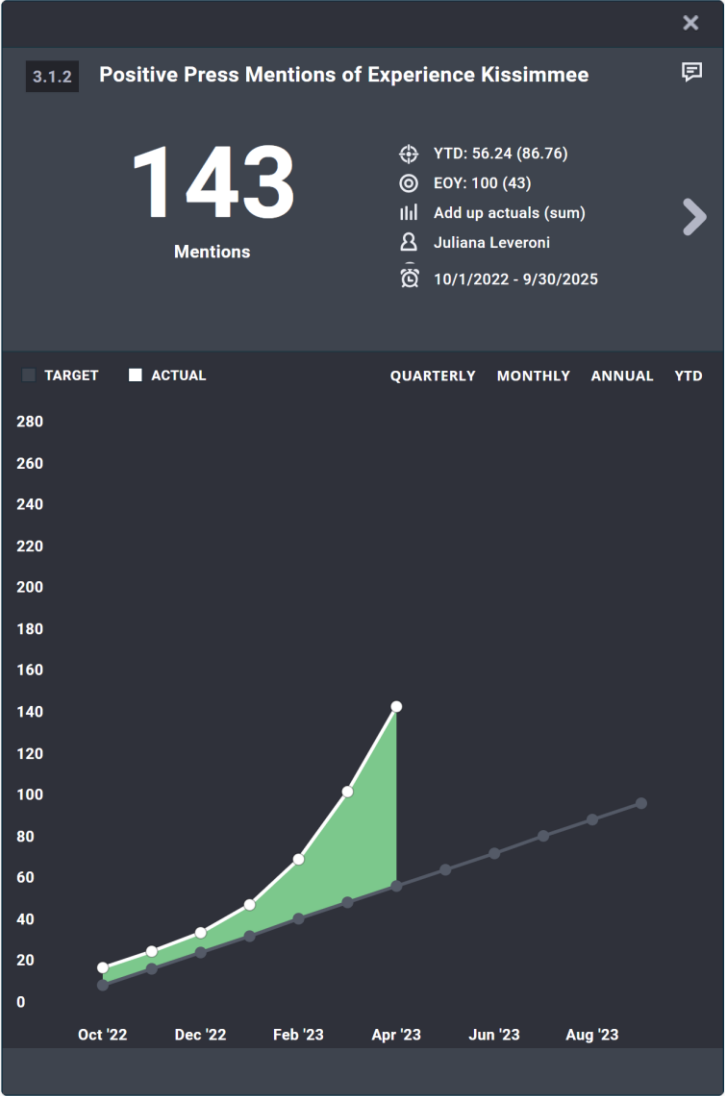 3.1.2 Positive Press Mentions of Experience Kissimmee
143
Mentions
YTD: 56.24 (86.76)
EOY: 100 (43)
Add up actuals (sum)
Juliana Leveroni
10/1/2022 - 9/30/2025
TARGET ACTUAL QUARTERLY MONTHLY ANNUAL YTD
280
260
240
220
200
180
160
140
120
100
80
60
40
20
0
Oct '22 Dec '22 Feb '23 Apr '23 Jun '23 Aug '23